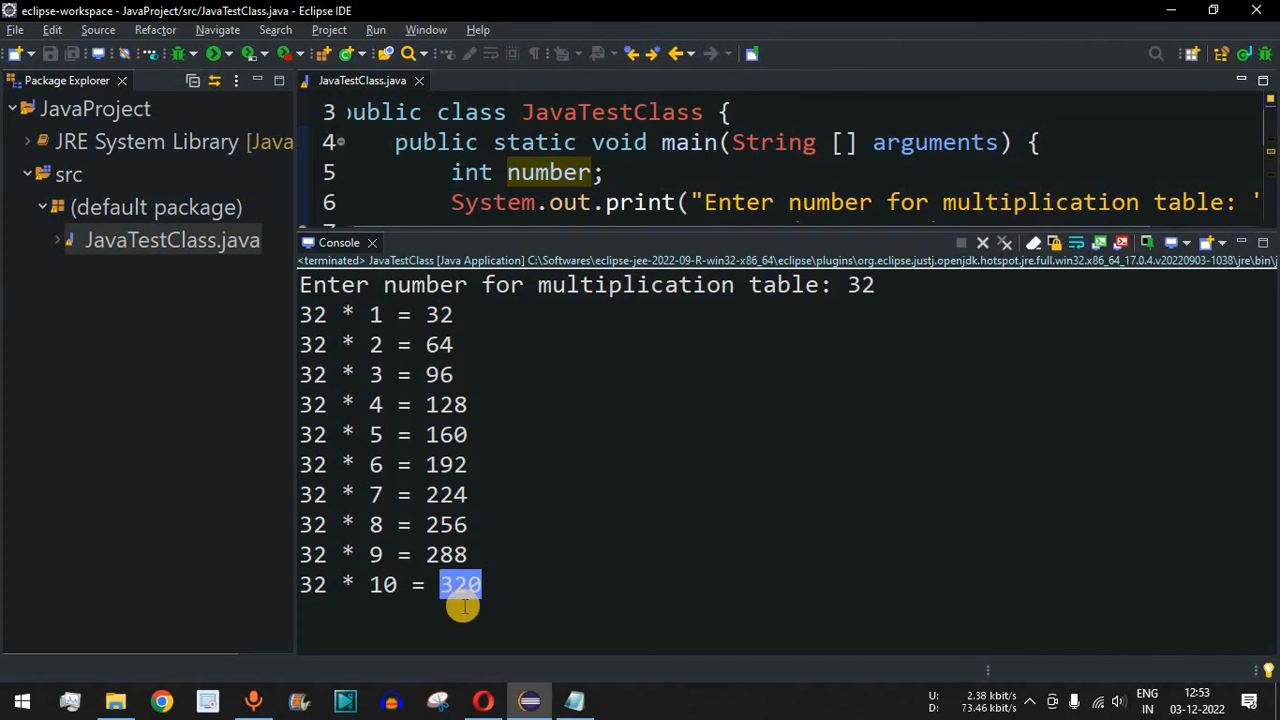 eclipse-workspace - JavaProject/src/JavaTestClass.java - Eclipse IDE
File Edit Source Refactor Navigate Search Project Run Window Help
Package Explorer
JavaProject
JRE System Library [Java
src
(default package)
JavaTestClass.java
JavaTestClass.java
3 public class JavaTestClass {
4 public static void main(String [] arguments) {
5 int number;
6 System.out.print("Enter number for multiplication table: "
Console
<terminated> JavaTestClass [Java Application] C:\Softwares\eclipse-jee-2022-09-R-win32-x86_64\eclipse\plugins\org.eclipse.justj.openjdk.hotspot.jre.full.win32.x86_64_17.0.4.v20220903-1038\jre\bin\j
Enter number for multiplication table: 32
32 * 1 = 32
32 * 2 = 64
32 * 3 = 96
32 * 4 = 128
32 * 5 = 160
32 * 6 = 192
32 * 7 = 224
32 * 8 = 256
32 * 9 = 288
32 * 10 = 320
U: 2.38 kbit/s
D: 73.46 kbit/s
ENG
IN
12:53
03-12-2022